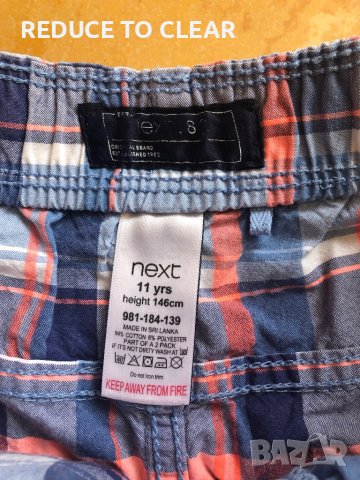 REDUCE TO CLEAR
ORIGINAL BRAND
ESTABLISHED 1982
next
11 yrs
height 146cm
981-184-139
MADE IN SRI LANKA
94% COTTON 6% POLYESTER
PART OF A 2 PACK
IF IT'S NOT DIRTY WASH AT
Do not iron trim
KEEP AWAY FROM FIRE
BAZAR